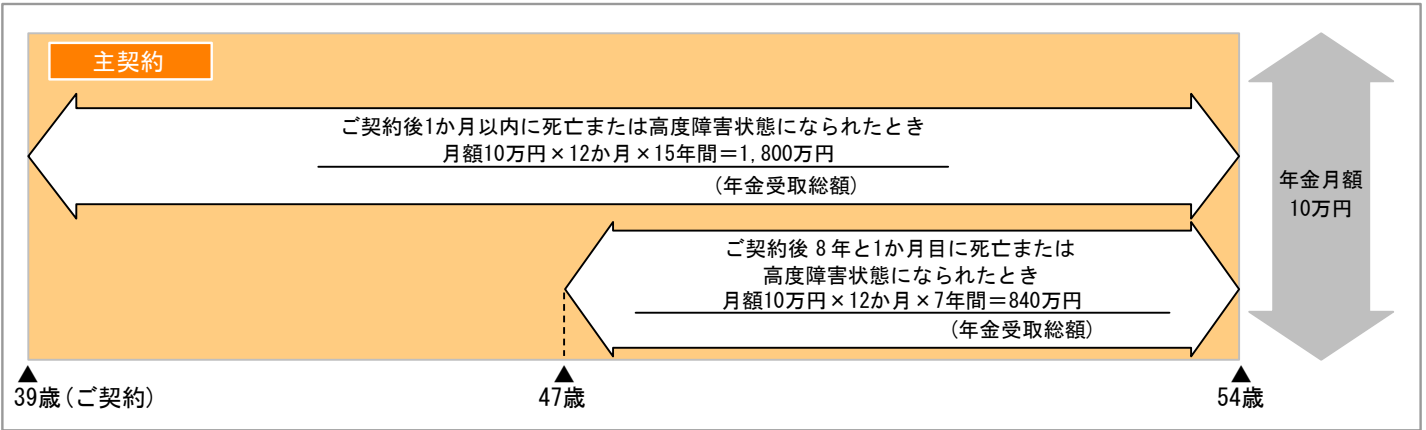 主契約
ご契約後1か月以内に死亡または高度障害状態になられたとき
月額10万円×12か月×15年間＝1,800万円
(年金受取総額)
年金月額
10万円
ご契約後８年と1か月目に死亡または
高度障害状態になられたとき
月額10万円×12か月×7年間＝840万円
(年金受取総額)
▲ ▲ ▲
39歳(ご契約) 47歳 54歳